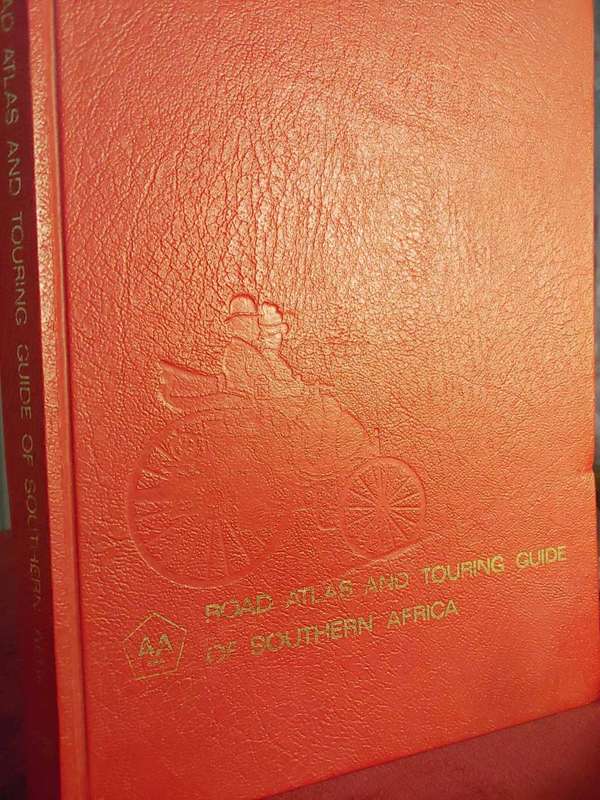 ROAD ATLAS AND TOURING GUIDE
OF SOUTHERN AFRICA
AA
AD ATLAS AND TOURING GUIDE OF SOUTHERN